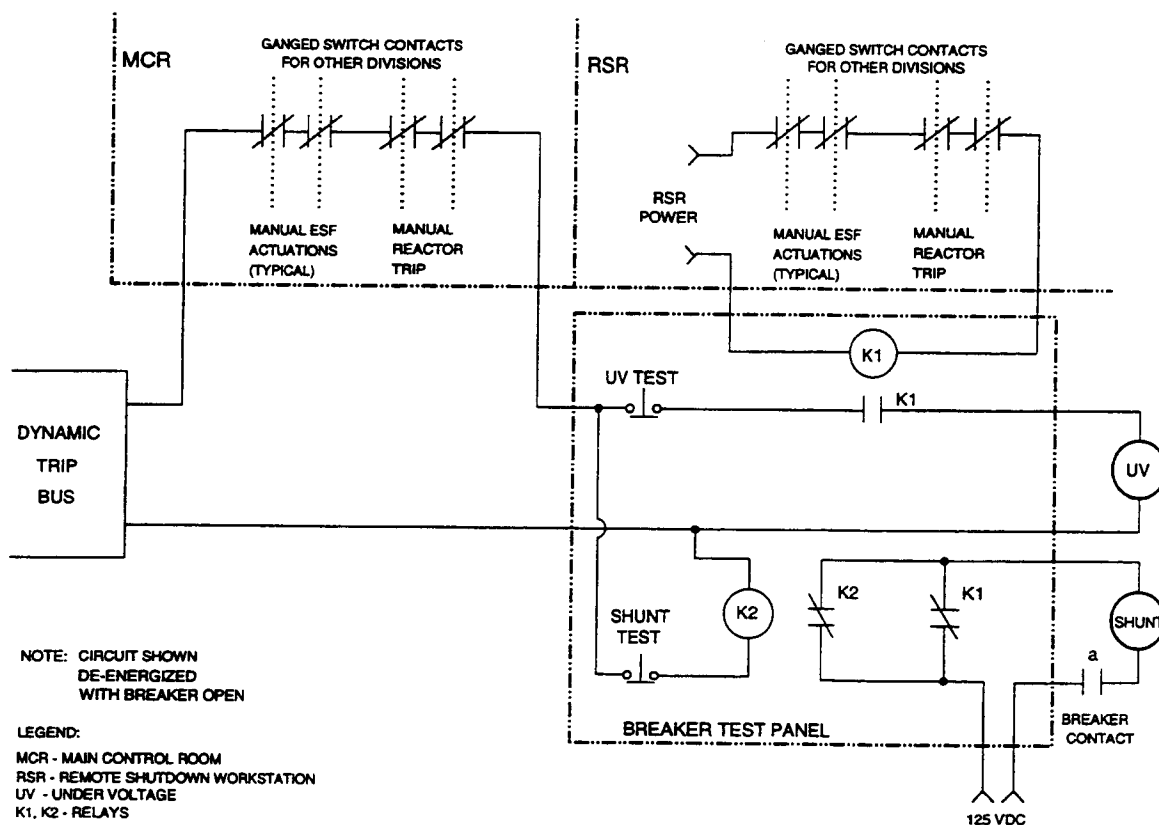 MCR
GANGED SWITCH CONTACTS
FOR OTHER DIVISIONS
MANUAL ESF
ACTUATIONS
(TYPICAL)
MANUAL
REACTOR
TRIP
RSR
GANGED SWITCH CONTACTS
FOR OTHER DIVISIONS
RSR
POWER
MANUAL ESF
ACTUATIONS
(TYPICAL)
MANUAL
REACTOR
TRIP
K1
UV TEST
K1
DYNAMIC
TRIP
BUS
UV
K2
K1
K2
SHUNT
TEST
SHUNT
a
BREAKER
CONTACT
BREAKER TEST PANEL
125 VDC
NOTE: CIRCUIT SHOWN
DE-ENERGIZED
WITH BREAKER OPEN
LEGEND:
MCR - MAIN CONTROL ROOM
RSR - REMOTE SHUTDOWN WORKSTATION
UV - UNDER VOLTAGE
K1, K2 - RELAYS